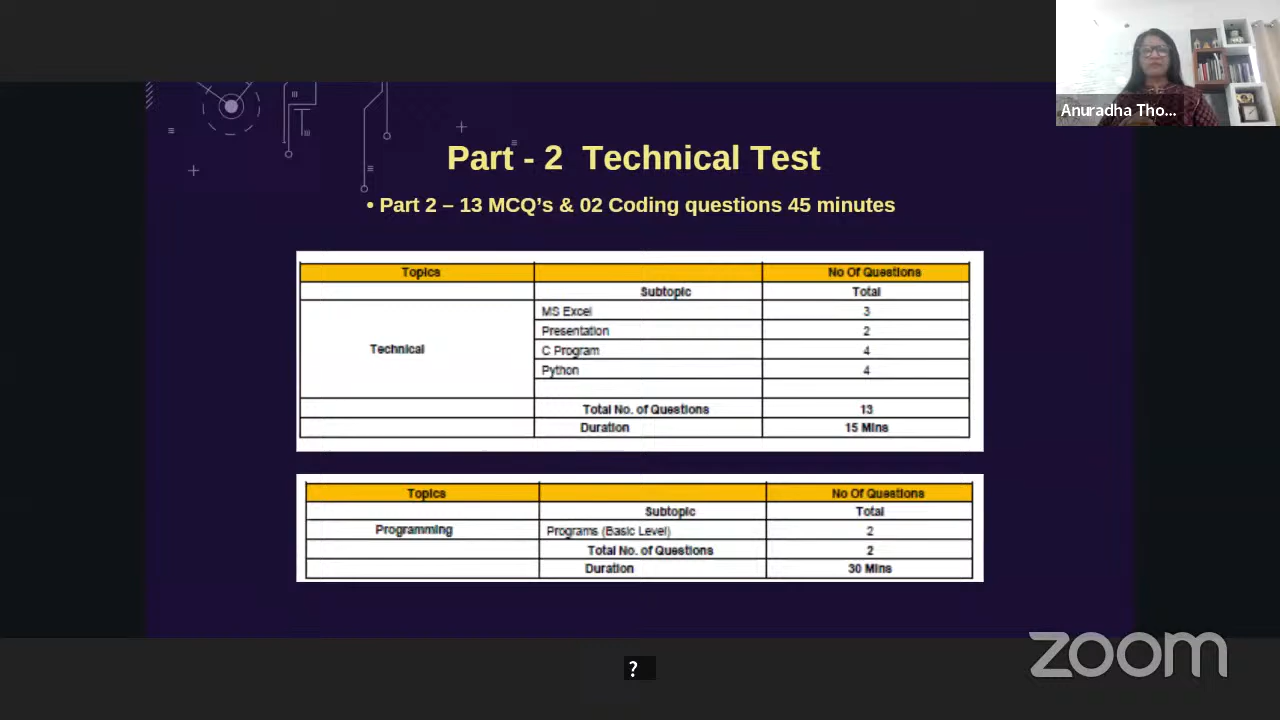 Anuradha Tho...
Part - 2 Technical Test
• Part 2 – 13 MCQ's & 02 Coding questions 45 minutes
Topics No Of Questions
Subtopic Total
MS Excel 3
Presentation 2
Technical
C Program 4
Python 4
Total No. of Questions 13
Duration 15 Mins
Topics No Of Questions
Subtopic Total
Programming Programs (Basic Level) 2
Total No. of Questions 2
Duration 30 Mins
zoom
?